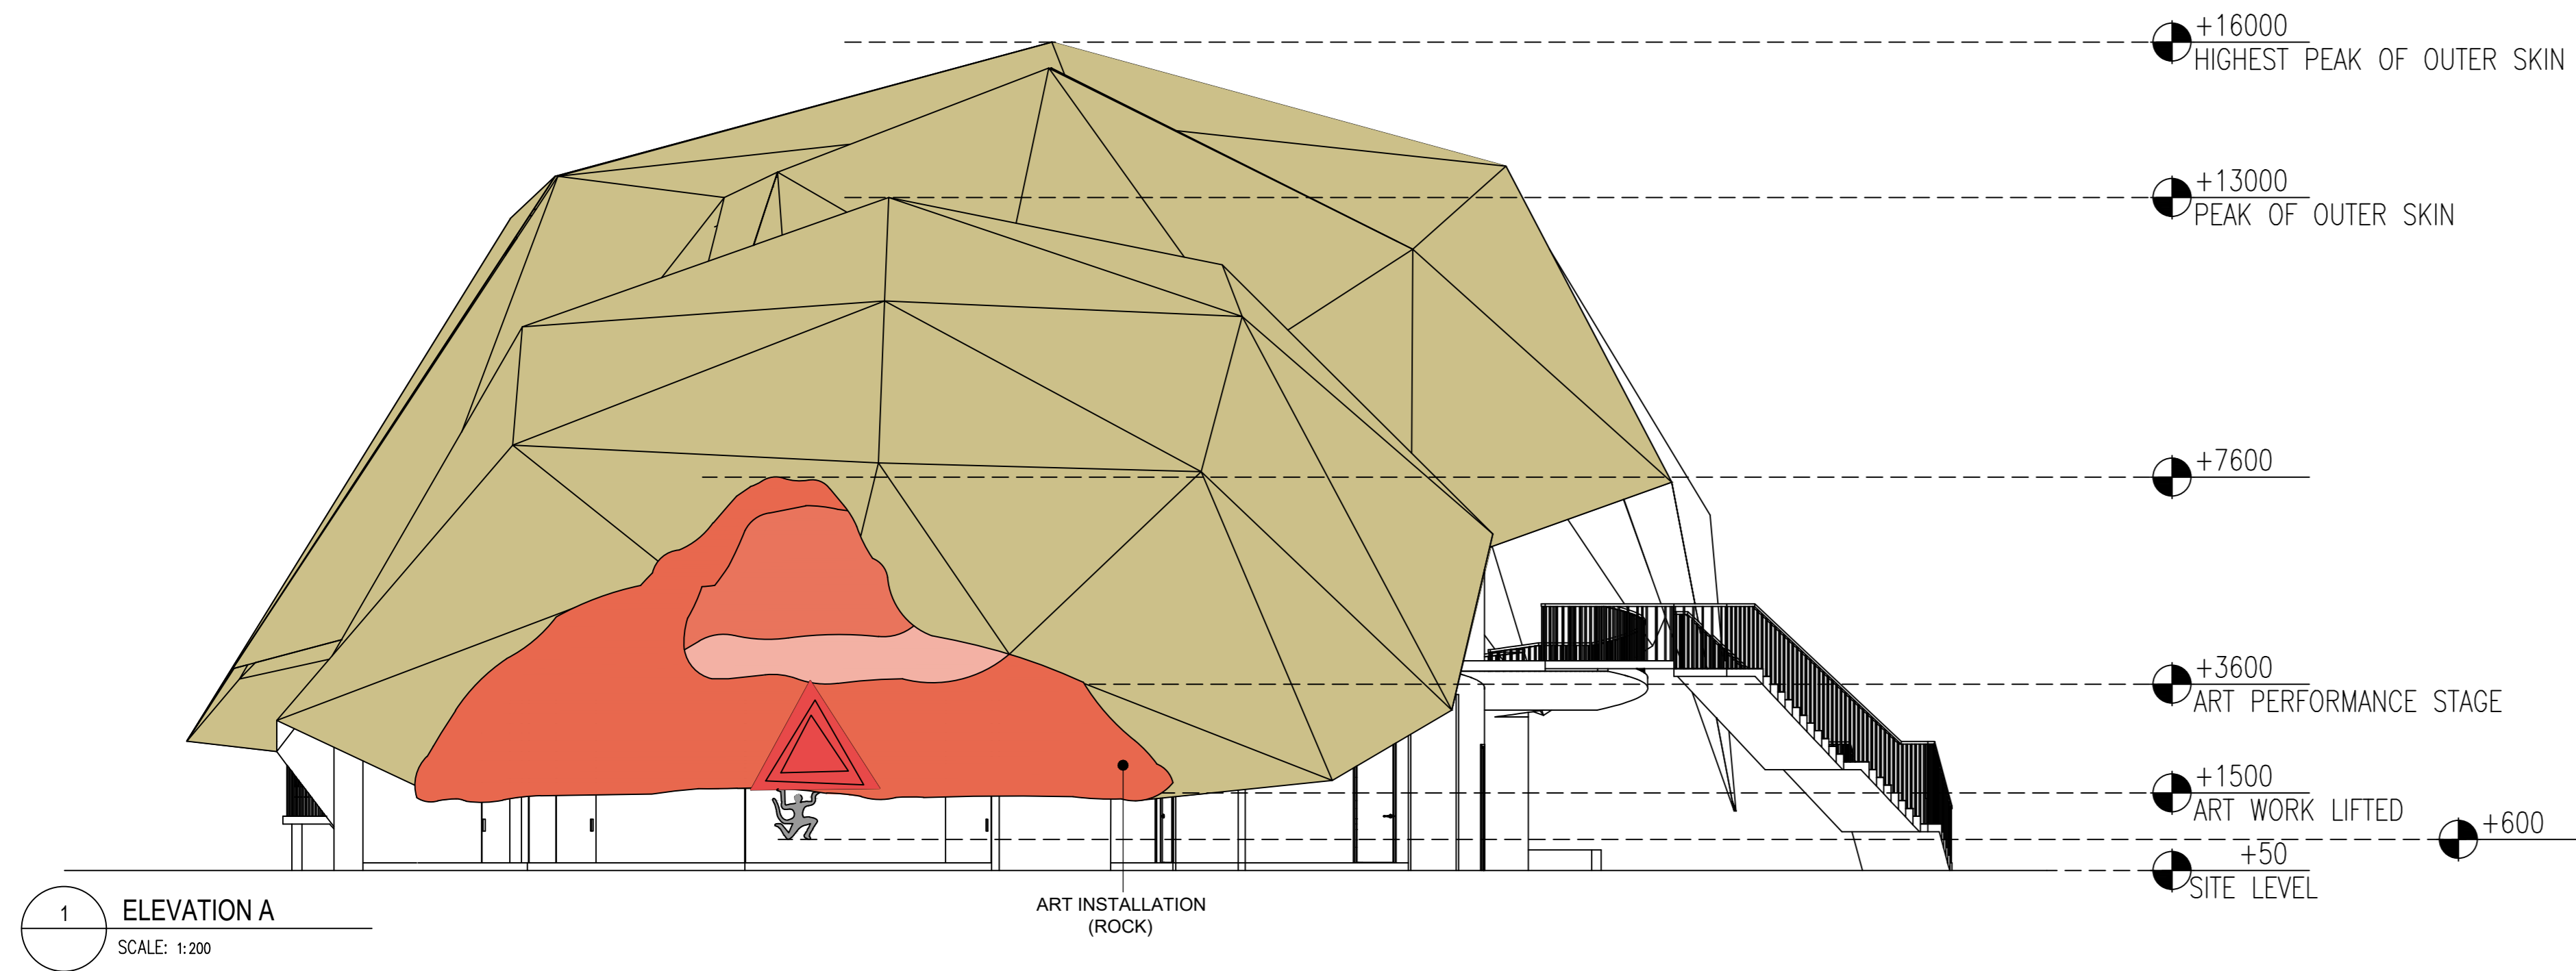 +16000
HIGHEST PEAK OF OUTER SKIN
+13000
PEAK OF OUTER SKIN
+7600
+3600
ART PERFORMANCE STAGE
+1500
ART WORK LIFTED
+600
+50
SITE LEVEL
ART INSTALLATION
(ROCK)
1
ELEVATION A
SCALE: 1:200